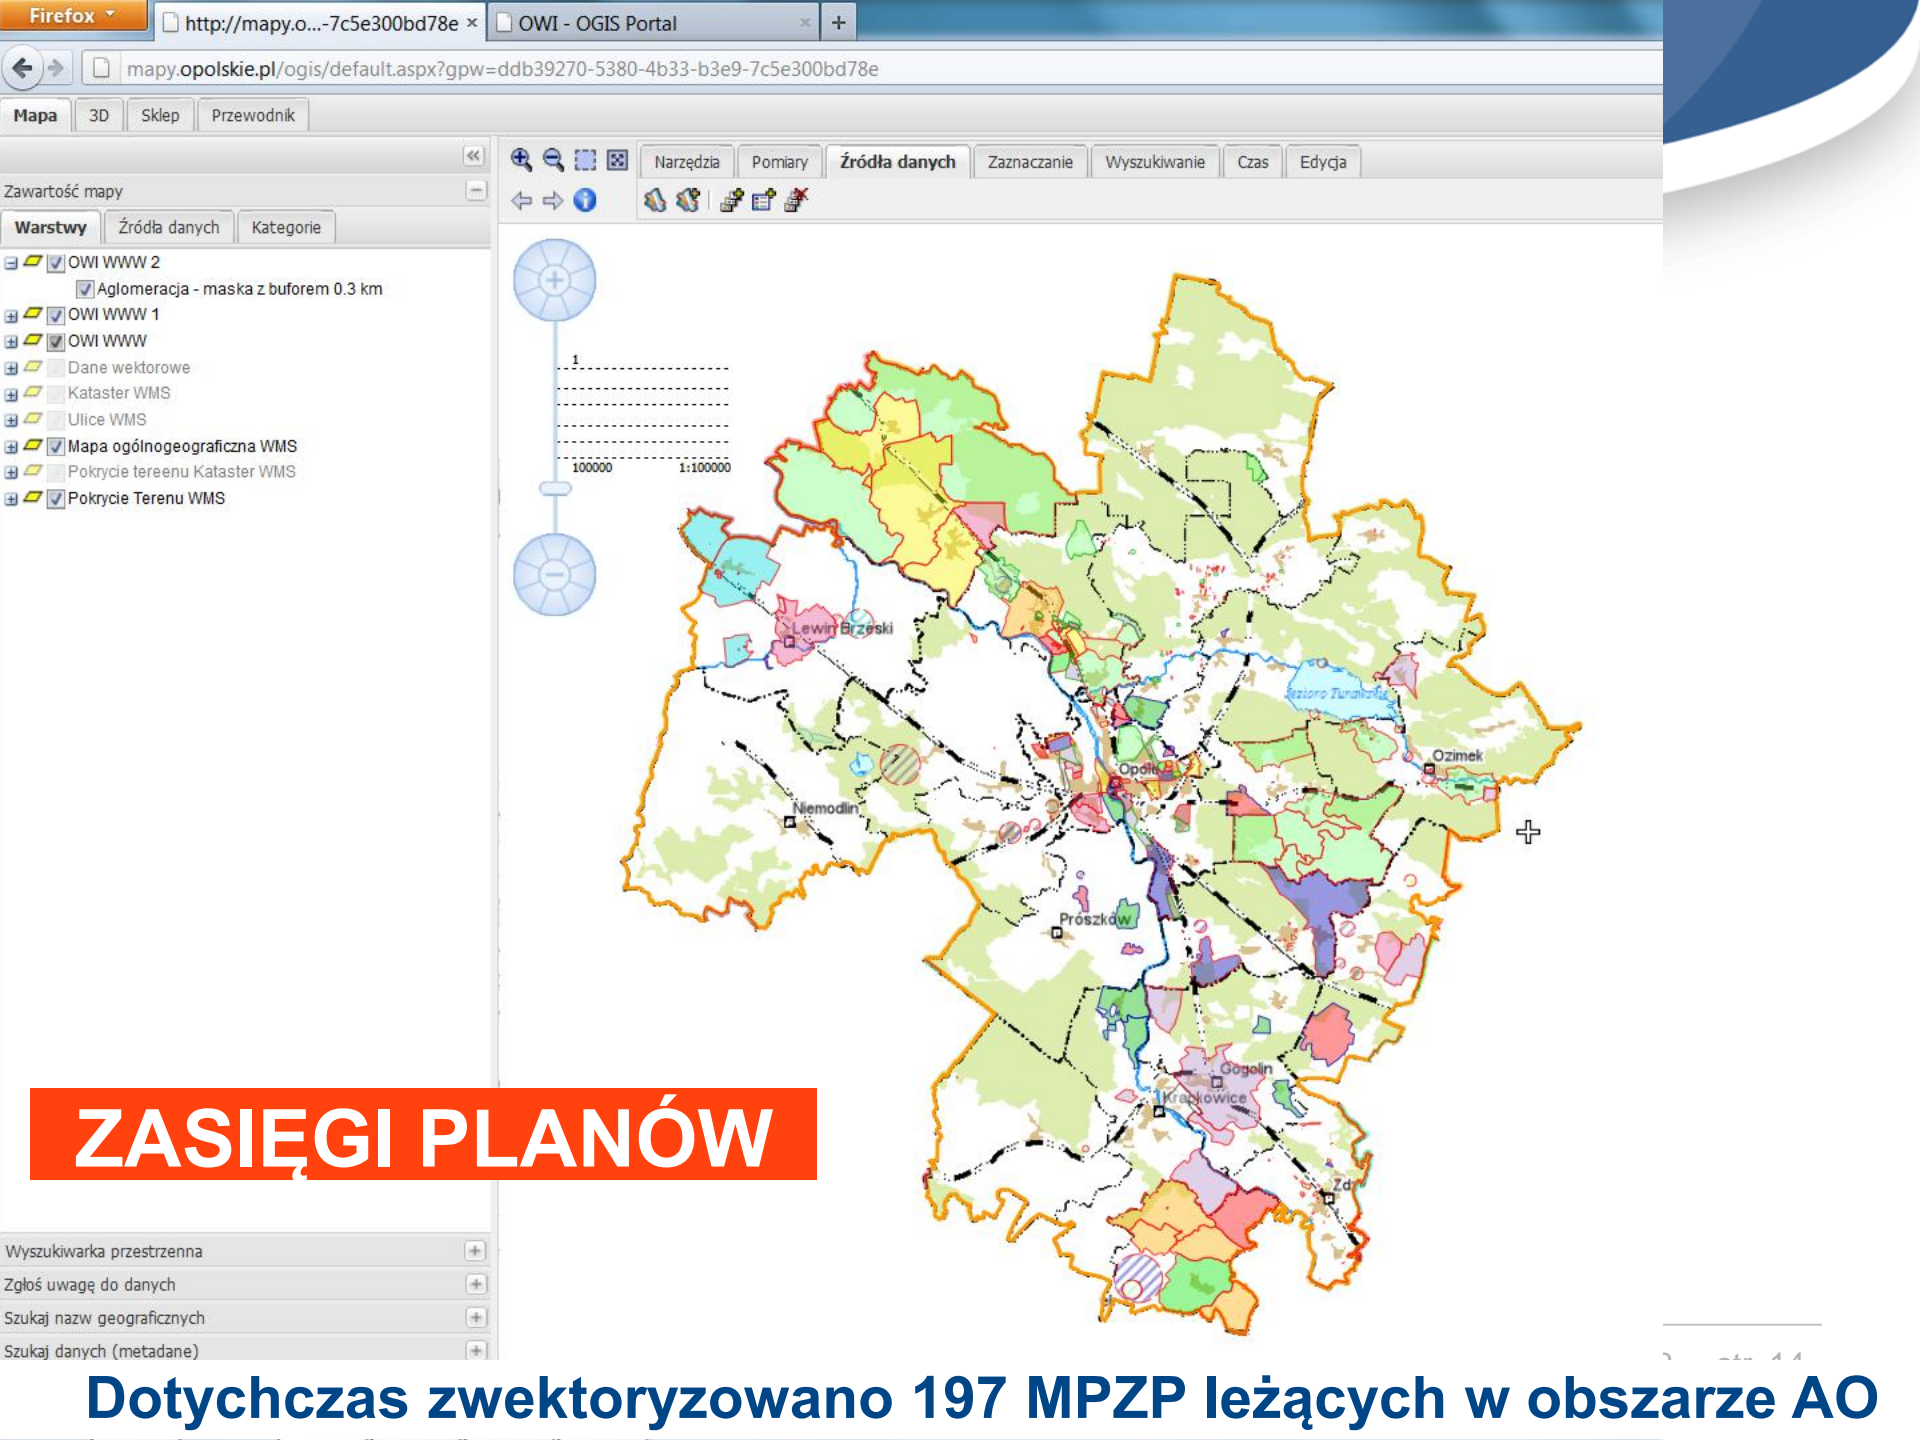 Firefox
http://mapy.o...-7c5e300bd78e ×
OWI - OGIS Portal ×
+
mapy.opolskie.pl/ogis/default.aspx?gpw=ddb39270-5380-4b33-b3e9-7c5e300bd78e
Mapa 3D Sklep Przewodnik
Narzędzia Pomiary Źródła danych Zaznaczanie Wyszukiwanie Czas Edycja
Zawartość mapy
Warstwy Źródła danych Kategorie
OWI WWW 2
Aglomeracja - maska z buforem 0.3 km
OWI WWW 1
OWI WWW
Dane wektorowe
Kataster WMS
Ulice WMS
Mapa ogólnogeograficzna WMS
Pokrycie tereenu Kataster WMS
Pokrycie Terenu WMS
1
100000 1:100000
Lewin Brzeski
Jezioro Turawskie
Ozimek
Opole
Niemodlin
Prószków
Gogolin
Krapkowice
Zd
ZASIĘGI PLANÓW
Wyszukiwarka przestrzenna
Zgłoś uwagę do danych
Szukaj nazw geograficznych
Szukaj danych (metadane)
str. 14
Dotychczas zwektoryzowano 197 MPZP leżących w obszarze AO